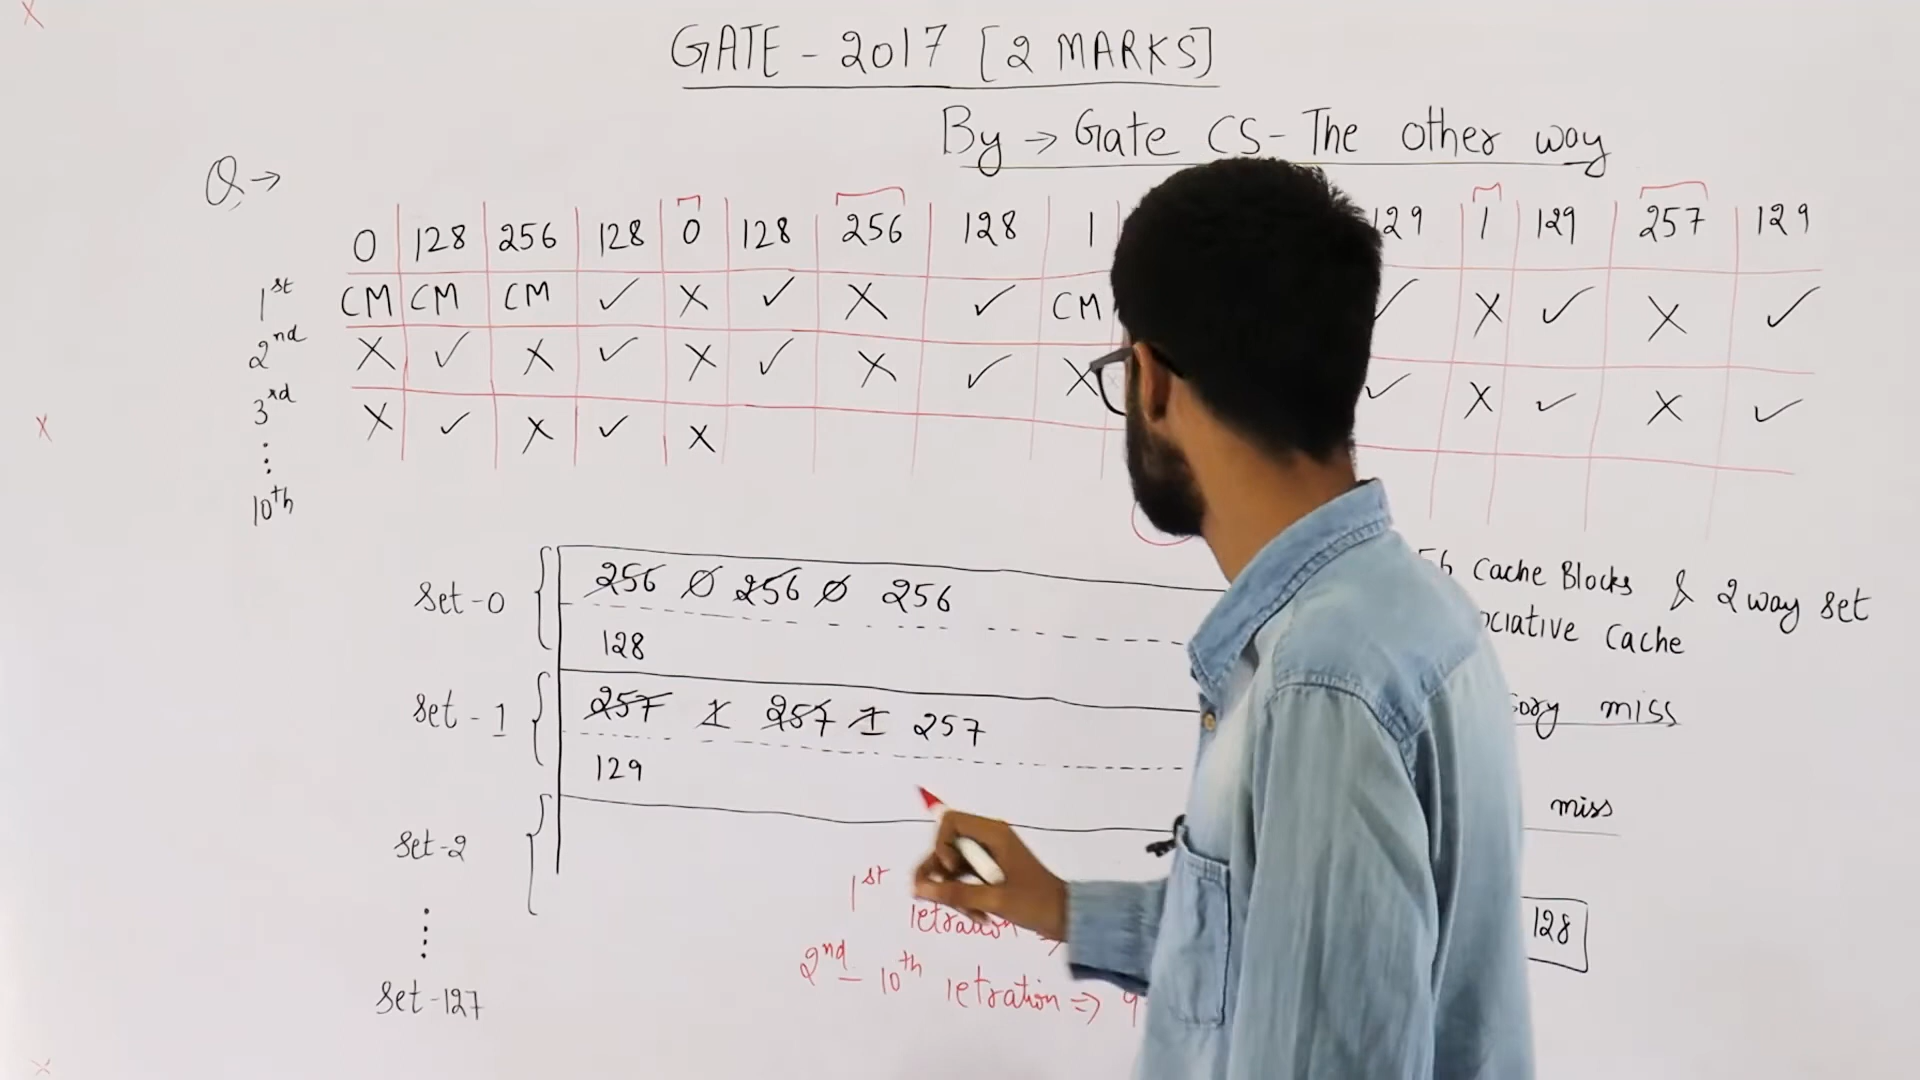 GATE - 2017 [2 MARKS]
By → Gate CS - The other way
Q →
0 128 256 128 0 128 256 128 1 129 1 129 257 129
1st CM CM CM ✓ X ✓ X ✓ CM ✓ X ✓ X ✓
2nd X ✓ X ✓ X ✓ X ✓ X ✓ X ✓ X ✓
3rd X ✓ X ✓ X
10th
Set-0 256 0 256 0 256
128
Set-1 257 1 257 1 257
129
Set-2
Set-127
Cache Blocks & 2 way set
Cache
miss
miss
128
1st
ietration ⇒
2nd - 10th ietration ⇒ 9